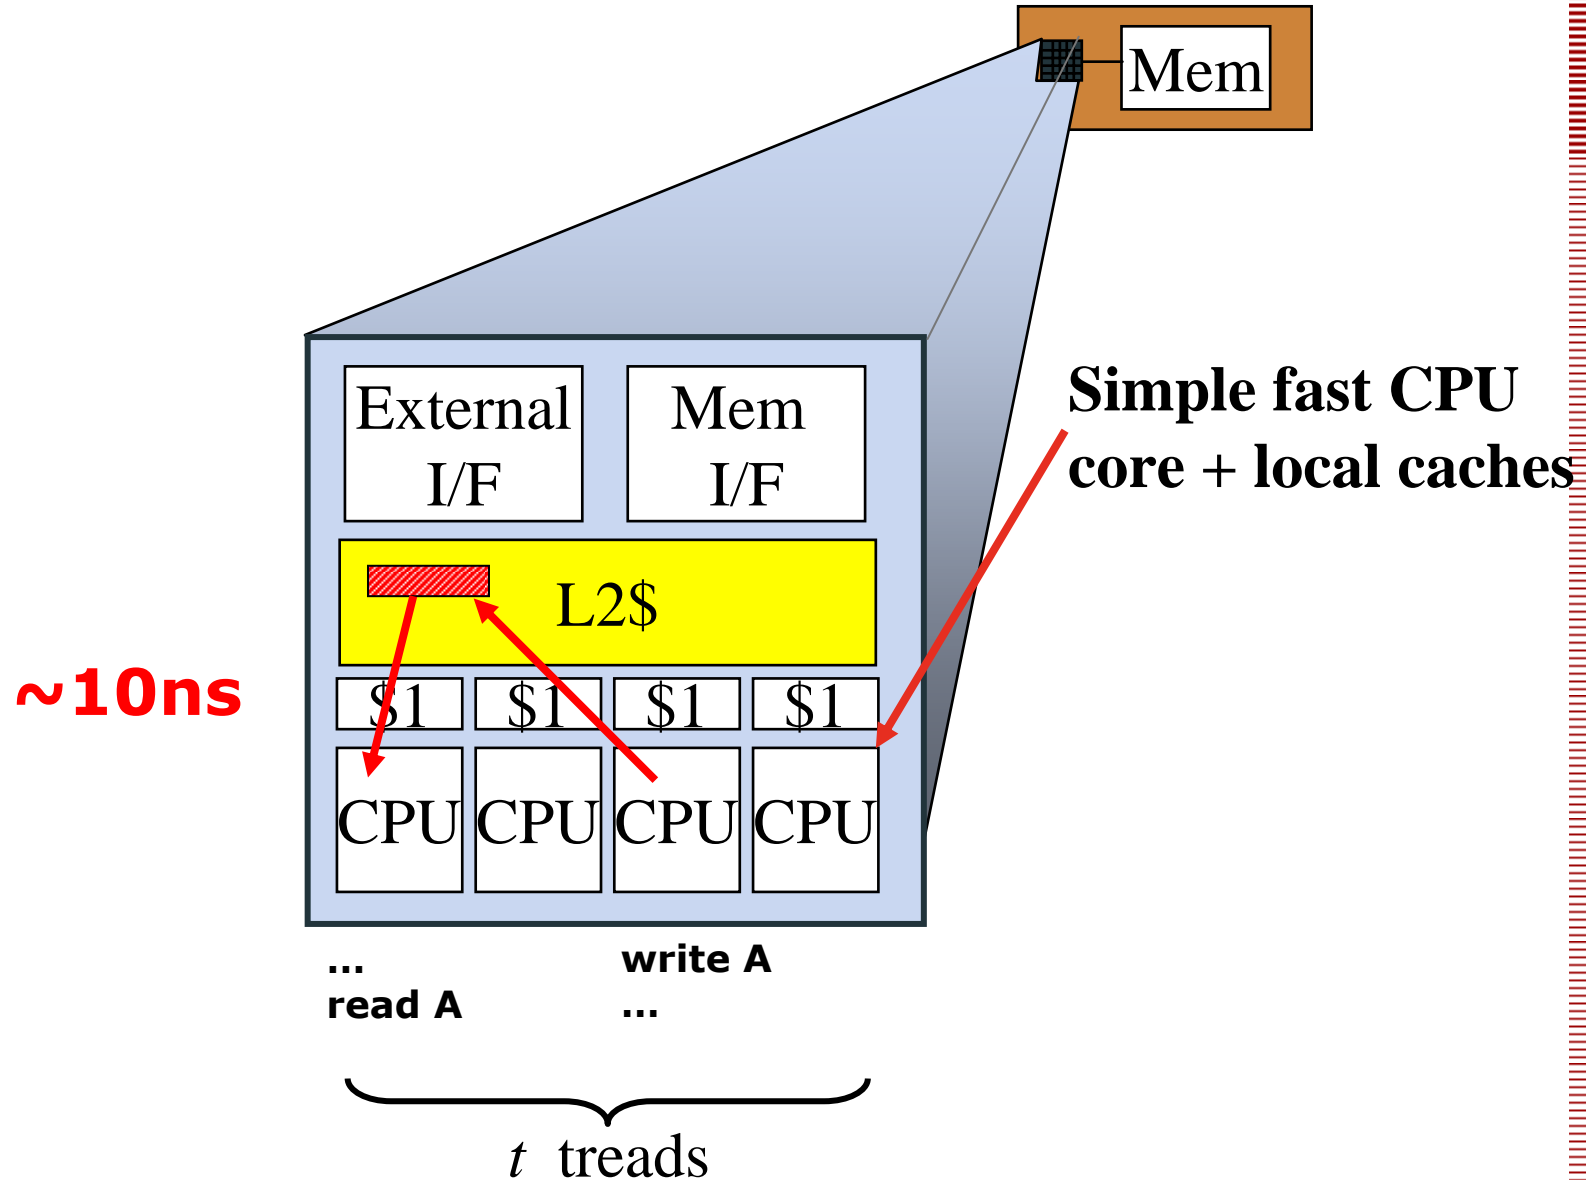 Mem
External
I/F
Mem
I/F
Simple fast CPU
core + local caches
L2$
~10ns
$1 $1 $1 $1
CPU CPU CPU CPU
... write A
read A ...
t treads